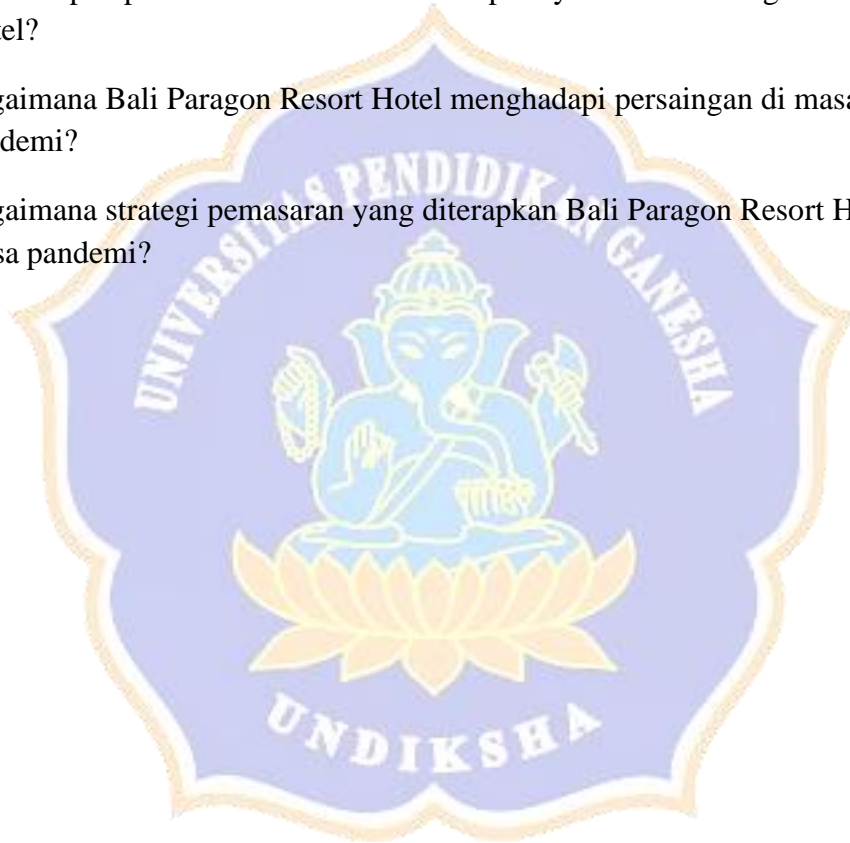 tel?
gaimana Bali Paragon Resort Hotel menghadapi persaingan di masa
demi?
gaimana strategi pemasaran yang diterapkan Bali Paragon Resort H
sa pandemi?
UNIVERSITAS PENDIDIKAN GANESHA
UNDIKSHA